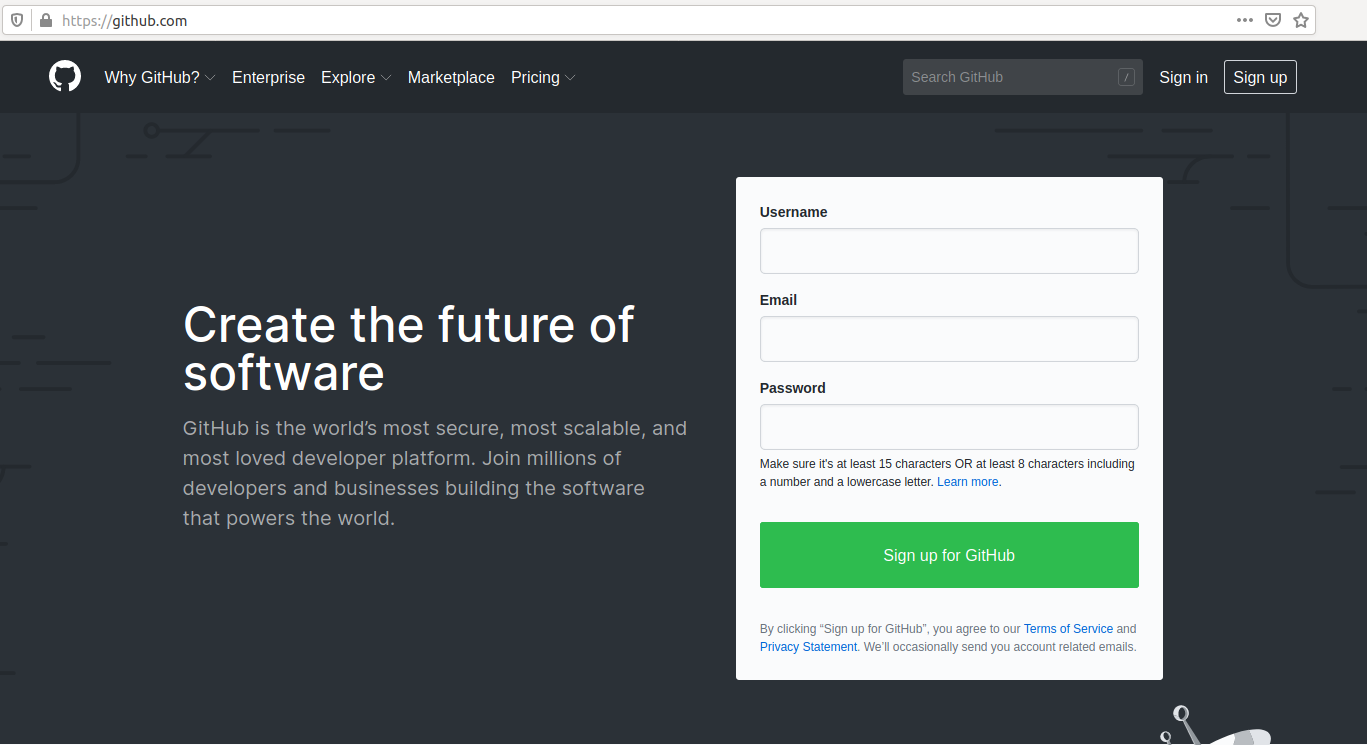 https://github.com
Why GitHub? Enterprise Explore Marketplace Pricing Search GitHub / Sign in Sign up
Create the future of
software
GitHub is the world’s most secure, most scalable, and
most loved developer platform. Join millions of
developers and businesses building the software
that powers the world.
Username
Email
Password
Make sure it's at least 15 characters OR at least 8 characters including
a number and a lowercase letter. Learn more.
Sign up for GitHub
By clicking “Sign up for GitHub”, you agree to our Terms of Service and
Privacy Statement. We’ll occasionally send you account related emails.